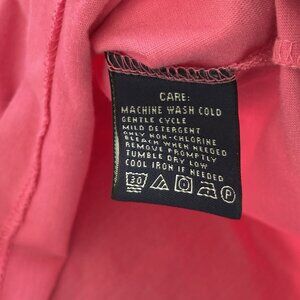 CARE:
MACHINE WASH COLD
GENTLE CYCLE
MILD DETERGENT
ONLY NON-CHLORINE
BLEACH WHEN NEEDED
REMOVE PROMPTLY
TUMBLE DRY LOW
COOL IRON IF NEEDED
30 P